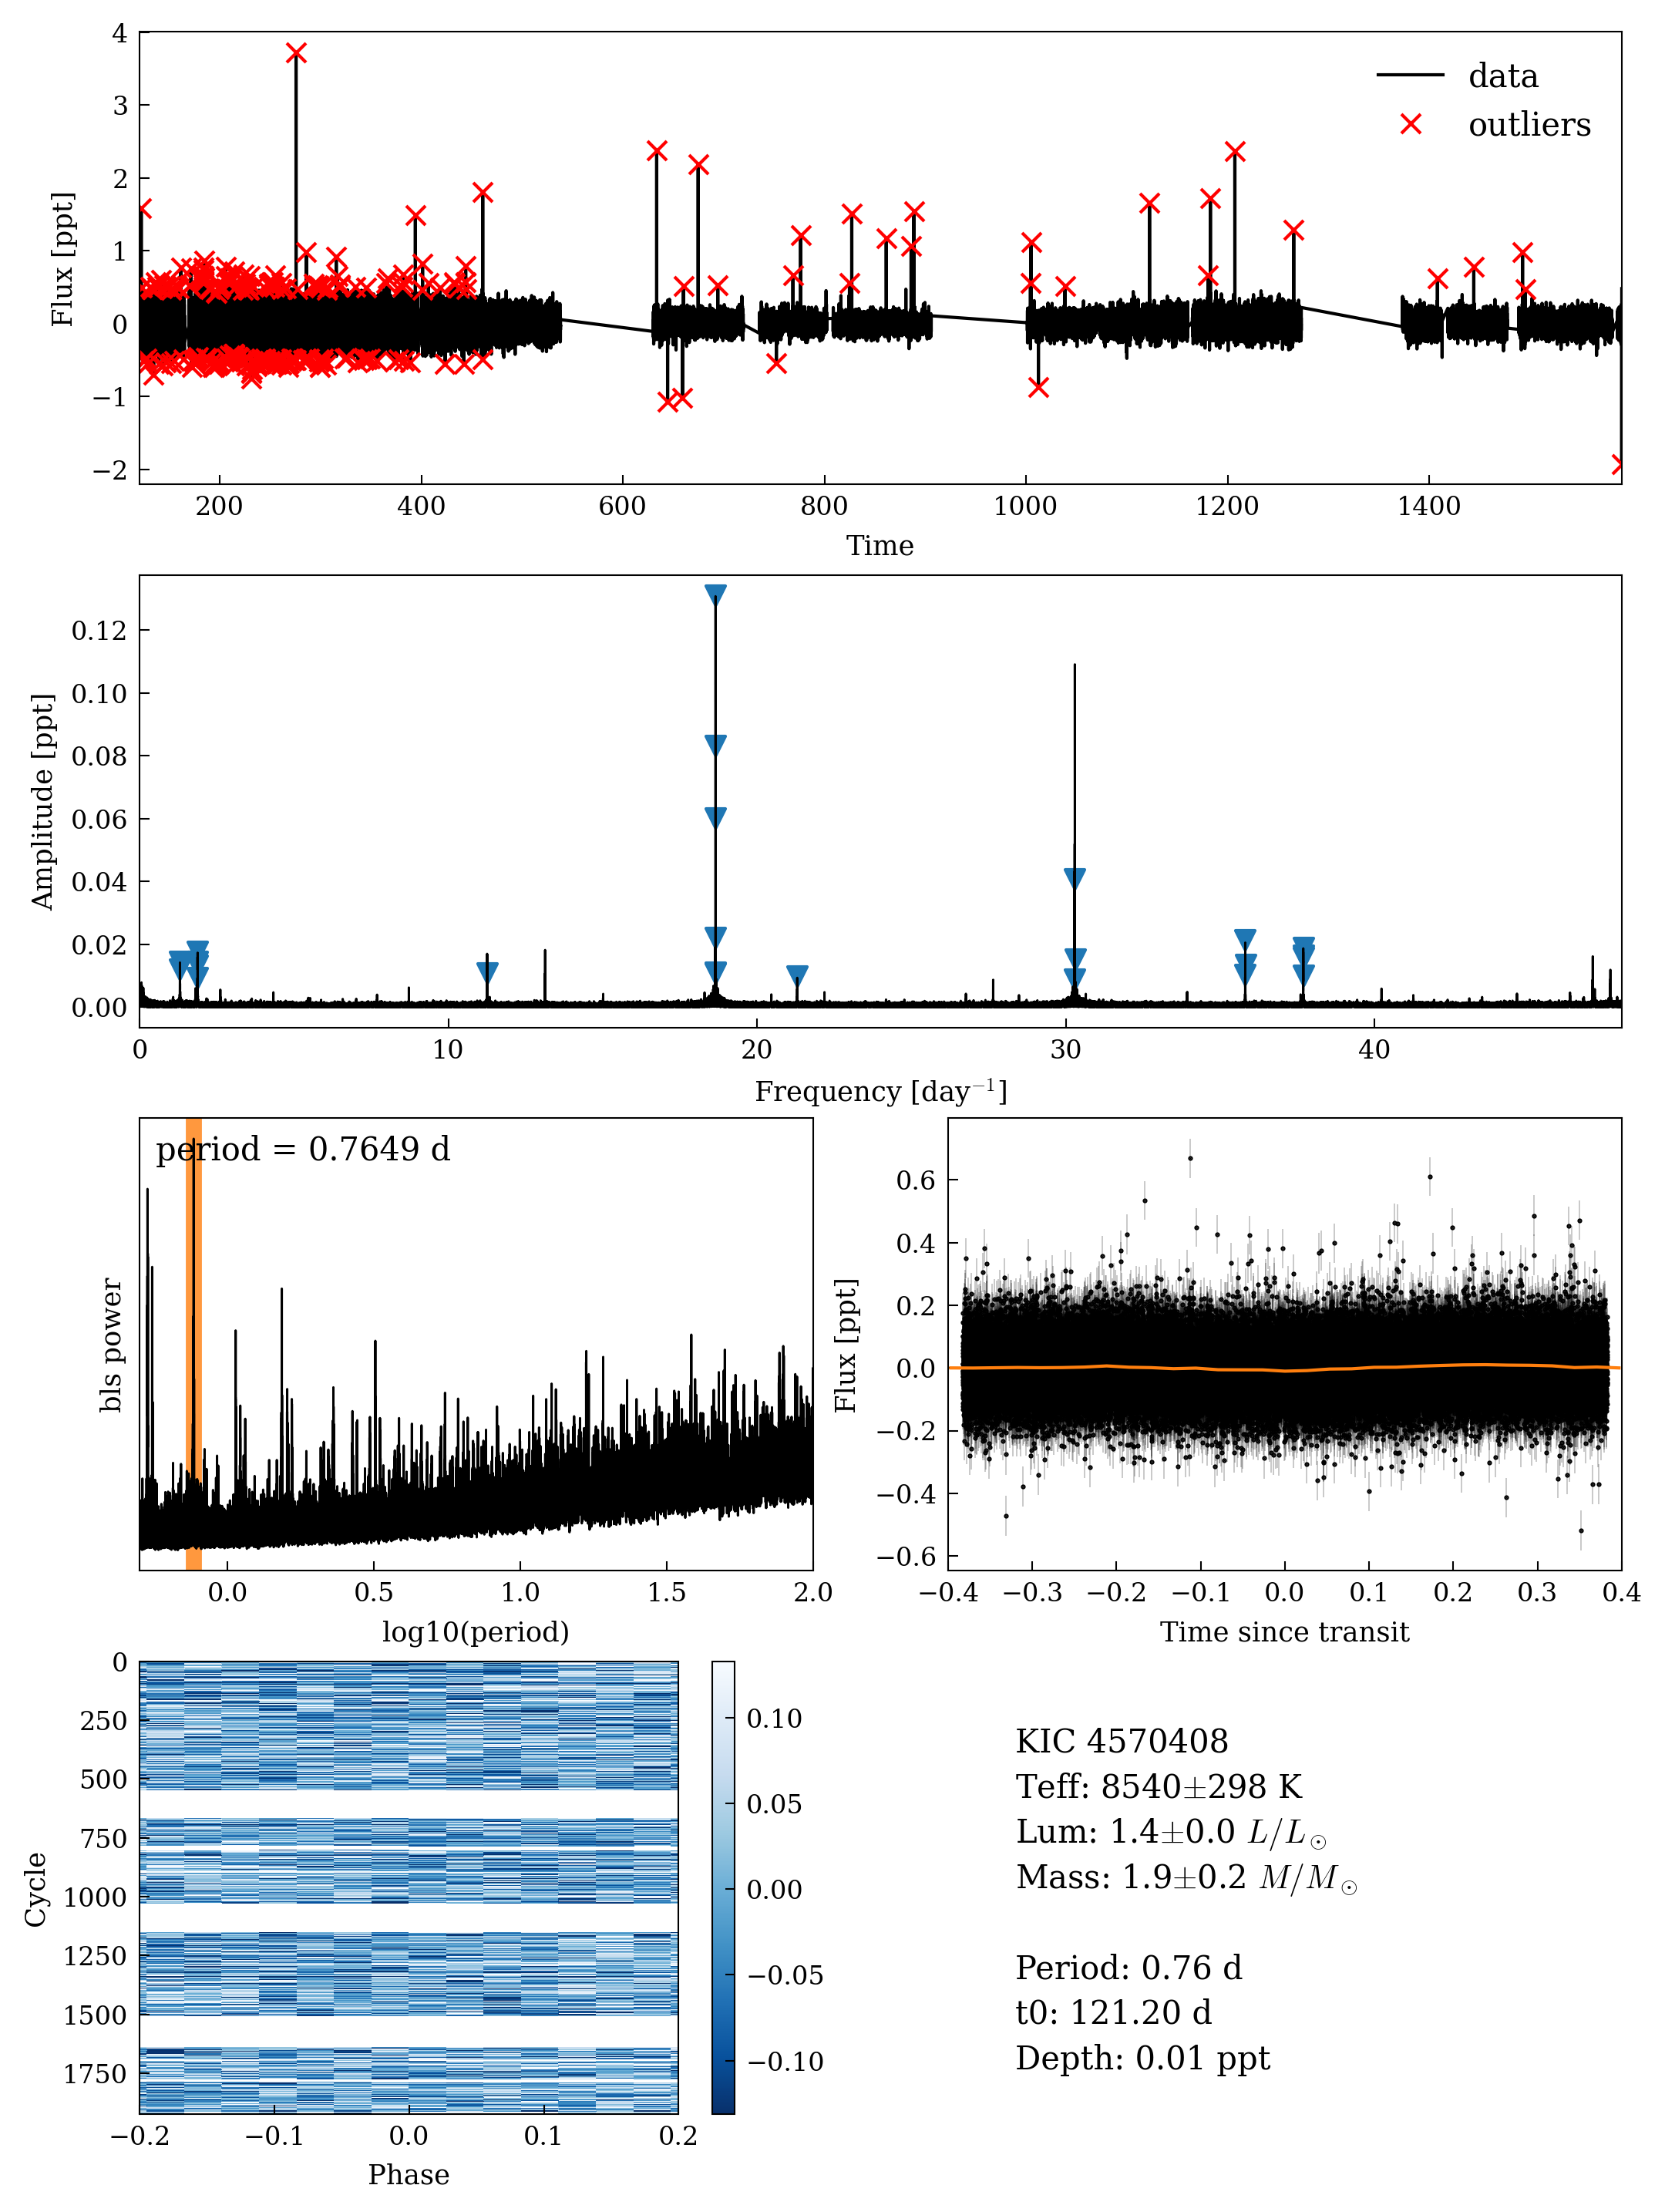 4
3
2
1
0
−1
−2
Flux [ppt]
data
outliers
200 400 600 800 1000 1200 1400
Time
0.12
0.10
0.08
0.06
0.04
0.02
0.00
Amplitude [ppt]
0 10 20 30 40
Frequency [day⁻¹]
period = 0.7649 d
bls power
0.0 0.5 1.0 1.5 2.0
log10(period)
0.6
0.4
0.2
0.0
−0.2
−0.4
−0.6
Flux [ppt]
−0.4 −0.3 −0.2 −0.1 0.0 0.1 0.2 0.3 0.4
Time since transit
0
250
500
750
1000
1250
1500
1750
Cycle
−0.2 −0.1 0.0 0.1 0.2
Phase
0.10
0.05
0.00
−0.05
−0.10
KIC 4570408
Teff: 8540±298 K
Lum: 1.4±0.0 L/L☉
Mass: 1.9±0.2 M/M☉
Period: 0.76 d
t0: 121.20 d
Depth: 0.01 ppt